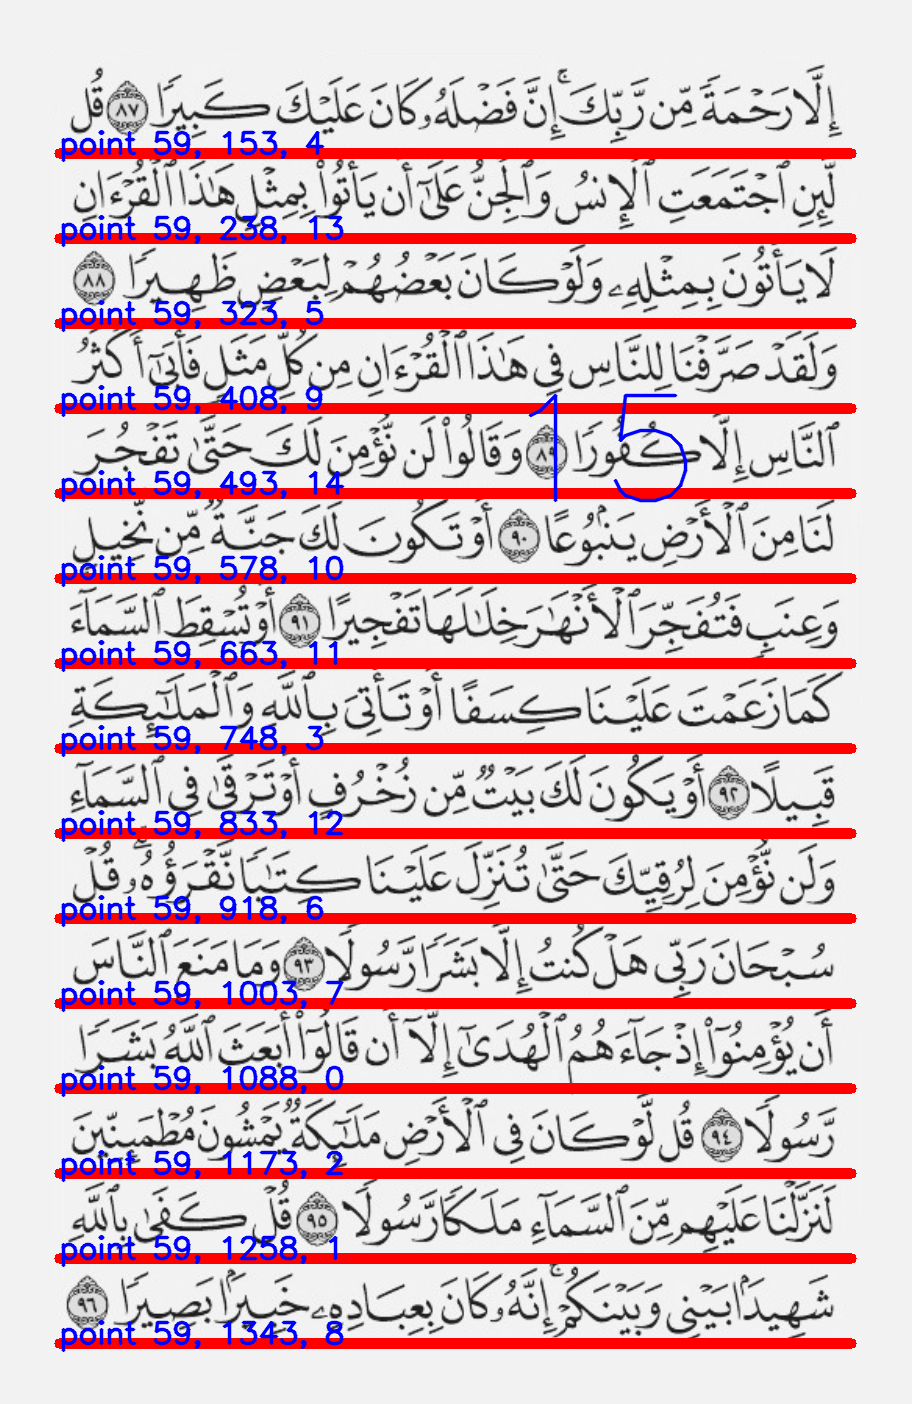 إِلَّا رَحْمَةً مِّن رَّبِّكَ ۚ إِنَّ فَضْلَهُۥ كَانَ عَلَيْكَ كَبِيرًا ٨٧ قُل
point 59, 153, 4
لَّئِنِ ٱجْتَمَعَتِ ٱلْإِنسُ وَٱلْجِنُّ عَلَىٰٓ أَن يَأْتُوا۟ بِمِثْلِ هَـٰذَا ٱلْقُرْءَانِ
point 59, 238, 13
لَا يَأْتُونَ بِمِثْلِهِۦ وَلَوْ كَانَ بَعْضُهُمْ لِبَعْضٍ ظَهِيرًا ٨٨
point 59, 323, 5
وَلَقَدْ صَرَّفْنَا لِلنَّاسِ فِى هَـٰذَا ٱلْقُرْءَانِ مِن كُلِّ مَثَلٍ فَأَبَىٰٓ أَكْثَرُ
point 59, 408, 9
15
ٱلنَّاسِ إِلَّا كُفُورًا ٨٩ وَقَالُوا۟ لَن نُّؤْمِنَ لَكَ حَتَّىٰ تَفْجُرَ
point 59, 493, 14
لَنَا مِنَ ٱلْأَرْضِ يَنۢبُوعًا ٩٠ أَوْ تَكُونَ لَكَ جَنَّةٌ مِّن نَّخِيلٍ
point 59, 578, 10
وَعِنَبٍ فَتُفَجِّرَ ٱلْأَنْهَـٰرَ خِلَـٰلَهَا تَفْجِيرًا ٩١ أَوْ تُسْقِطَ ٱلسَّمَآءَ
point 59, 663, 11
كَمَا زَعَمْتَ عَلَيْنَا كِسَفًا أَوْ تَأْتِىَ بِٱللَّهِ وَٱلْمَلَـٰٓئِكَةِ
point 59, 748, 3
قَبِيلًا ٩٢ أَوْ يَكُونَ لَكَ بَيْتٌ مِّن زُخْرُفٍ أَوْ تَرْقَىٰ فِى ٱلسَّمَآءِ
point 59, 833, 12
وَلَن نُّؤْمِنَ لِرُقِيِّكَ حَتَّىٰ تُنَزِّلَ عَلَيْنَا كِتَـٰبًا نَّقْرَؤُهُۥ ۗ قُلْ
point 59, 918, 6
سُبْحَانَ رَبِّى هَلْ كُنتُ إِلَّا بَشَرًا رَّسُولًا ٩٣ وَمَا مَنَعَ ٱلنَّاسَ
point 59, 1003, 7
أَن يُؤْمِنُوٓا۟ إِذْ جَآءَهُمُ ٱلْهُدَىٰٓ إِلَّآ أَن قَالُوٓا۟ أَبَعَثَ ٱللَّهُ بَشَرًا
point 59, 1088, 0
رَّسُولًا ٩٤ قُل لَّوْ كَانَ فِى ٱلْأَرْضِ مَلَـٰٓئِكَةٌ يَمْشُونَ مُطْمَئِنِّينَ
point 59, 1173, 2
لَنَزَّلْنَا عَلَيْهِم مِّنَ ٱلسَّمَآءِ مَلَكًا رَّسُولًا ٩٥ قُلْ كَفَىٰ بِٱللَّهِ
point 59, 1258, 1
شَهِيدًۢا بَيْنِى وَبَيْنَكُمْ ۚ إِنَّهُۥ كَانَ بِعِبَادِهِۦ خَبِيرًۢا بَصِيرًا ٩٦
point 59, 1343, 8